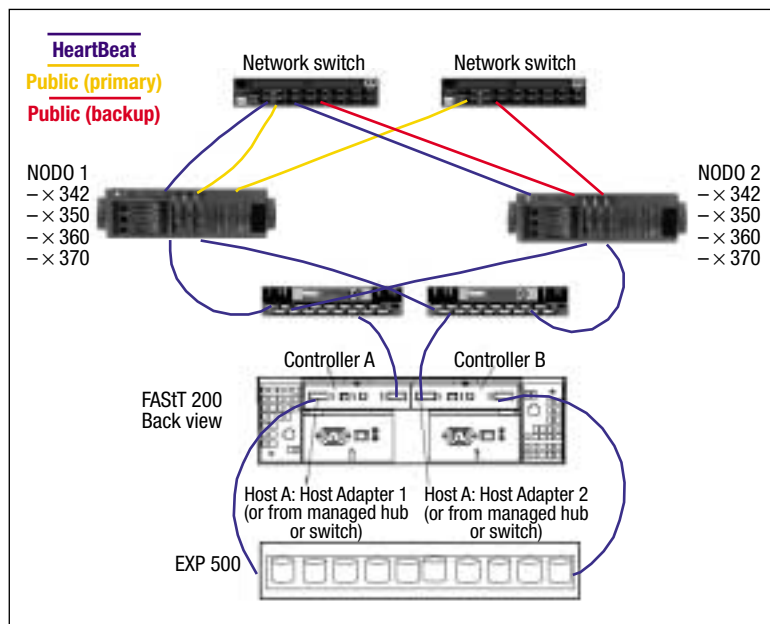 HeartBeat
Public (primary)
Public (backup)
Network switch
Network switch
NODO 1
– × 342
– × 350
– × 360
– × 370
NODO 2
– × 342
– × 350
– × 360
– × 370
Controller A
Controller B
FAStT 200
Back view
Host A: Host Adapter 1
(or from managed hub
or switch)
Host A: Host Adapter 2
(or from managed hub
or switch)
EXP 500